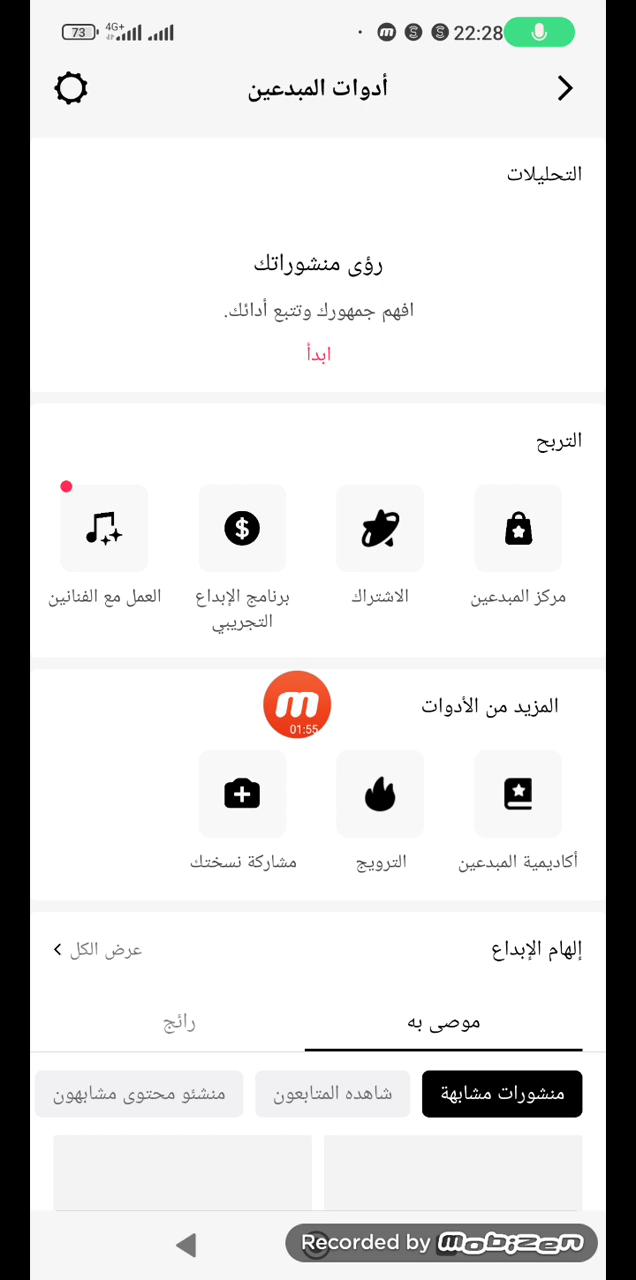 73 4G+ 22:28
أدوات المبدعين
التحليلات
رؤى منشوراتك
افهم جمهورك وتتبع أدائك.
ابدأ
التربح
مركز المبدعين
الاشتراك
برنامج الإبداع
التجريبي
العمل مع الفنانين
المزيد من الأدوات
01:55
أكاديمية المبدعين
الترويج
مشاركة نسختك
إلهام الإبداع
عرض الكل
موصى به
رائج
منشورات مشابهة
شاهده المتابعون
منشئو محتوى مشابهون
Recorded by mobizen